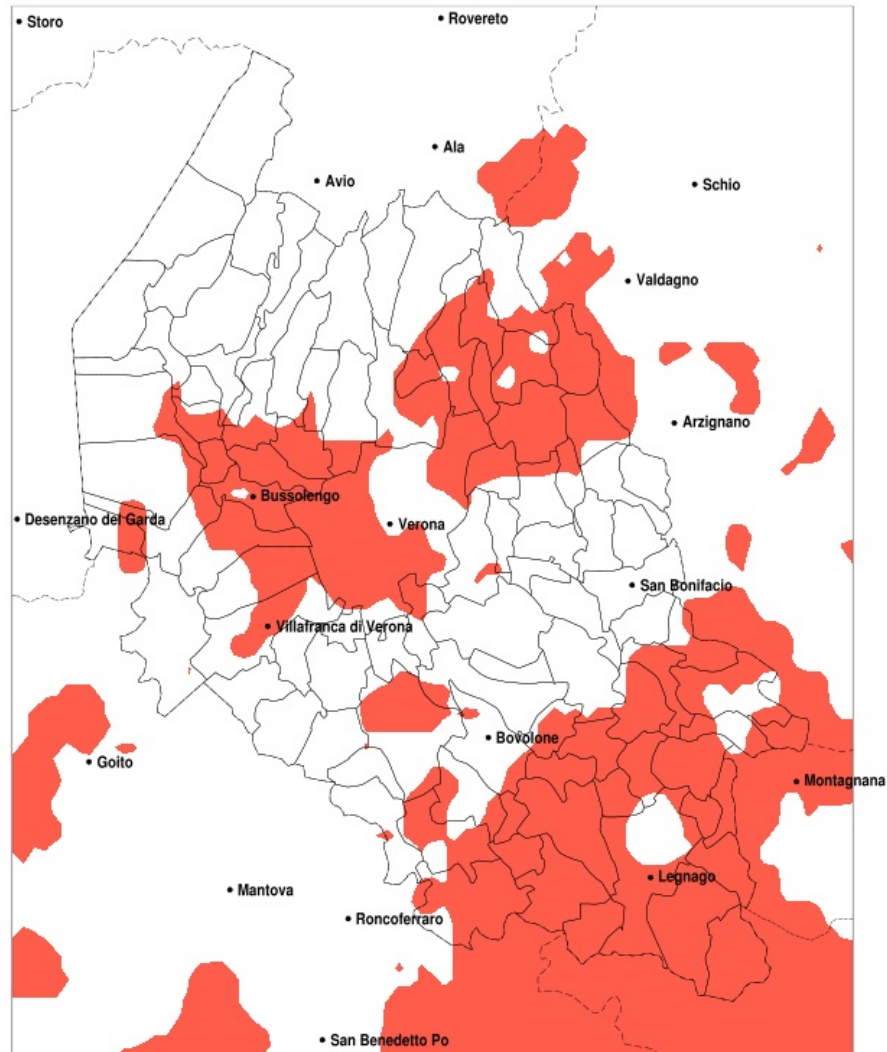 Storo
Rovereto
Ala
Avio
Schio
Valdagno
Arzignano
Bussolengo
Desenzano del Garda
Verona
San Bonifacio
Villafranca di Verona
Bovolone
Goito
Montagnana
Legnago
Mantova
Roncoferraro
San Benedetto Po